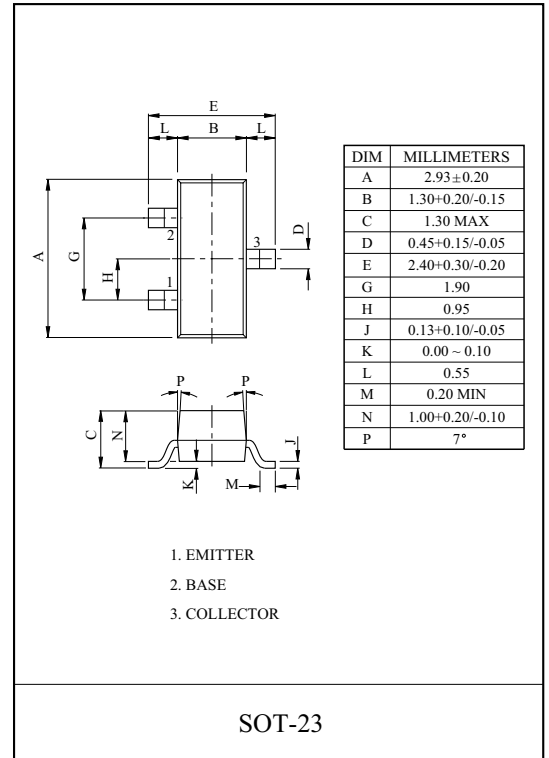 E
L B L
A
G
H
D
2
3
1
DIM MILLIMETERS
A 2.93±0.20
B 1.30+0.20/-0.15
C 1.30 MAX
D 0.45+0.15/-0.05
E 2.40+0.30/-0.20
G 1.90
H 0.95
J 0.13+0.10/-0.05
K 0.00 ~ 0.10
L 0.55
M 0.20 MIN
N 1.00+0.20/-0.10
P 7°
P P
C
N
K
M
J
1. EMITTER
2. BASE
3. COLLECTOR
SOT-23